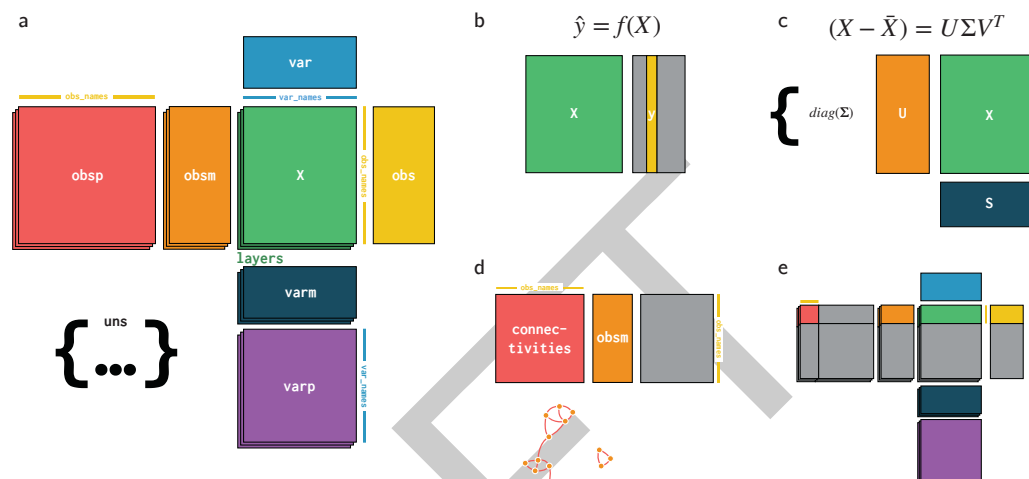 a
var
obs_names
var_names
obsp
obsm
X
obs_names
obs
layers
varm
uns
{ ... }
varp
var_names
b
ŷ = f(X)
X
y
c
(X - X̄) = UΣV^T
{
diag(Σ)
U
X
S
d
obs_names
connec-
tivities
obsm
obs_names
e